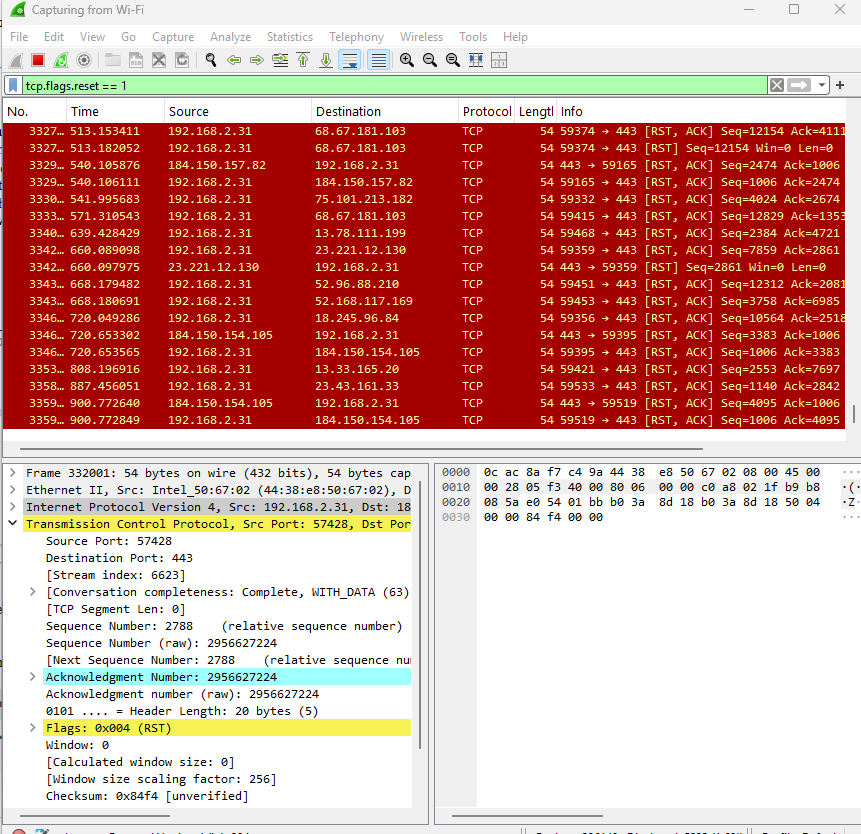 Capturing from Wi-Fi
File Edit View Go Capture Analyze Statistics Telephony Wireless Tools Help
tcp.flags.reset == 1
No. Time Source Destination Protocol Lengtl Info
3327… 513.153411 192.168.2.31 68.67.181.103 TCP 54 59374 → 443 [RST, ACK] Seq=12154 Ack=4111
3327… 513.182052 192.168.2.31 68.67.181.103 TCP 54 59374 → 443 [RST] Seq=12154 Win=0 Len=0
3329… 540.105876 184.150.157.82 192.168.2.31 TCP 54 443 → 59165 [RST, ACK] Seq=2474 Ack=1006
3329… 540.106111 192.168.2.31 184.150.157.82 TCP 54 59165 → 443 [RST, ACK] Seq=1006 Ack=2474
3330… 541.995683 192.168.2.31 75.101.213.182 TCP 54 59332 → 443 [RST, ACK] Seq=4024 Ack=2674
3333… 571.310543 192.168.2.31 68.67.181.103 TCP 54 59415 → 443 [RST, ACK] Seq=12829 Ack=1353
3340… 639.428429 192.168.2.31 13.78.111.199 TCP 54 59468 → 443 [RST, ACK] Seq=2384 Ack=4721
3342… 660.089098 192.168.2.31 23.221.12.130 TCP 54 59359 → 443 [RST, ACK] Seq=7859 Ack=2861
3342… 660.097975 23.221.12.130 192.168.2.31 TCP 54 443 → 59359 [RST] Seq=2861 Win=0 Len=0
3343… 668.179482 192.168.2.31 52.96.88.210 TCP 54 59451 → 443 [RST, ACK] Seq=12312 Ack=2081
3343… 668.180691 192.168.2.31 52.168.117.169 TCP 54 59453 → 443 [RST, ACK] Seq=3758 Ack=6985
3346… 720.049286 192.168.2.31 18.245.96.84 TCP 54 59356 → 443 [RST, ACK] Seq=10564 Ack=2518
3346… 720.653302 184.150.154.105 192.168.2.31 TCP 54 443 → 59395 [RST, ACK] Seq=3383 Ack=1006
3346… 720.653565 192.168.2.31 184.150.154.105 TCP 54 59395 → 443 [RST, ACK] Seq=1006 Ack=3383
3353… 808.196916 192.168.2.31 13.33.165.20 TCP 54 59421 → 443 [RST, ACK] Seq=2553 Ack=7697
3358… 887.456051 192.168.2.31 23.43.161.33 TCP 54 59533 → 443 [RST, ACK] Seq=1140 Ack=2842
3359… 900.772640 184.150.154.105 192.168.2.31 TCP 54 443 → 59519 [RST, ACK] Seq=4095 Ack=1006
3359… 900.772849 192.168.2.31 184.150.154.105 TCP 54 59519 → 443 [RST, ACK] Seq=1006 Ack=4095
Frame 332001: 54 bytes on wire (432 bits), 54 bytes cap
Ethernet II, Src: Intel_50:67:02 (44:38:e8:50:67:02), D
Internet Protocol Version 4, Src: 192.168.2.31, Dst: 18
Transmission Control Protocol, Src Port: 57428, Dst Por
Source Port: 57428
Destination Port: 443
[Stream index: 6623]
[Conversation completeness: Complete, WITH_DATA (63)
[TCP Segment Len: 0]
Sequence Number: 2788 (relative sequence number)
Sequence Number (raw): 2956627224
[Next Sequence Number: 2788 (relative sequence nu
Acknowledgment Number: 2956627224
Acknowledgment number (raw): 2956627224
0101 .... = Header Length: 20 bytes (5)
Flags: 0x004 (RST)
Window: 0
[Calculated window size: 0]
[Window size scaling factor: 256]
Checksum: 0x84f4 [unverified]
0000 0c ac 8a f7 c4 9a 44 38 e8 50 67 02 08 00 45 00
0010 00 28 05 f3 40 00 80 06 00 00 c0 a8 02 1f b9 b8 ·(·
0020 08 5a e0 54 01 bb b0 3a 8d 18 b0 3a 8d 18 50 04 ·Z·
0030 00 00 84 f4 00 00